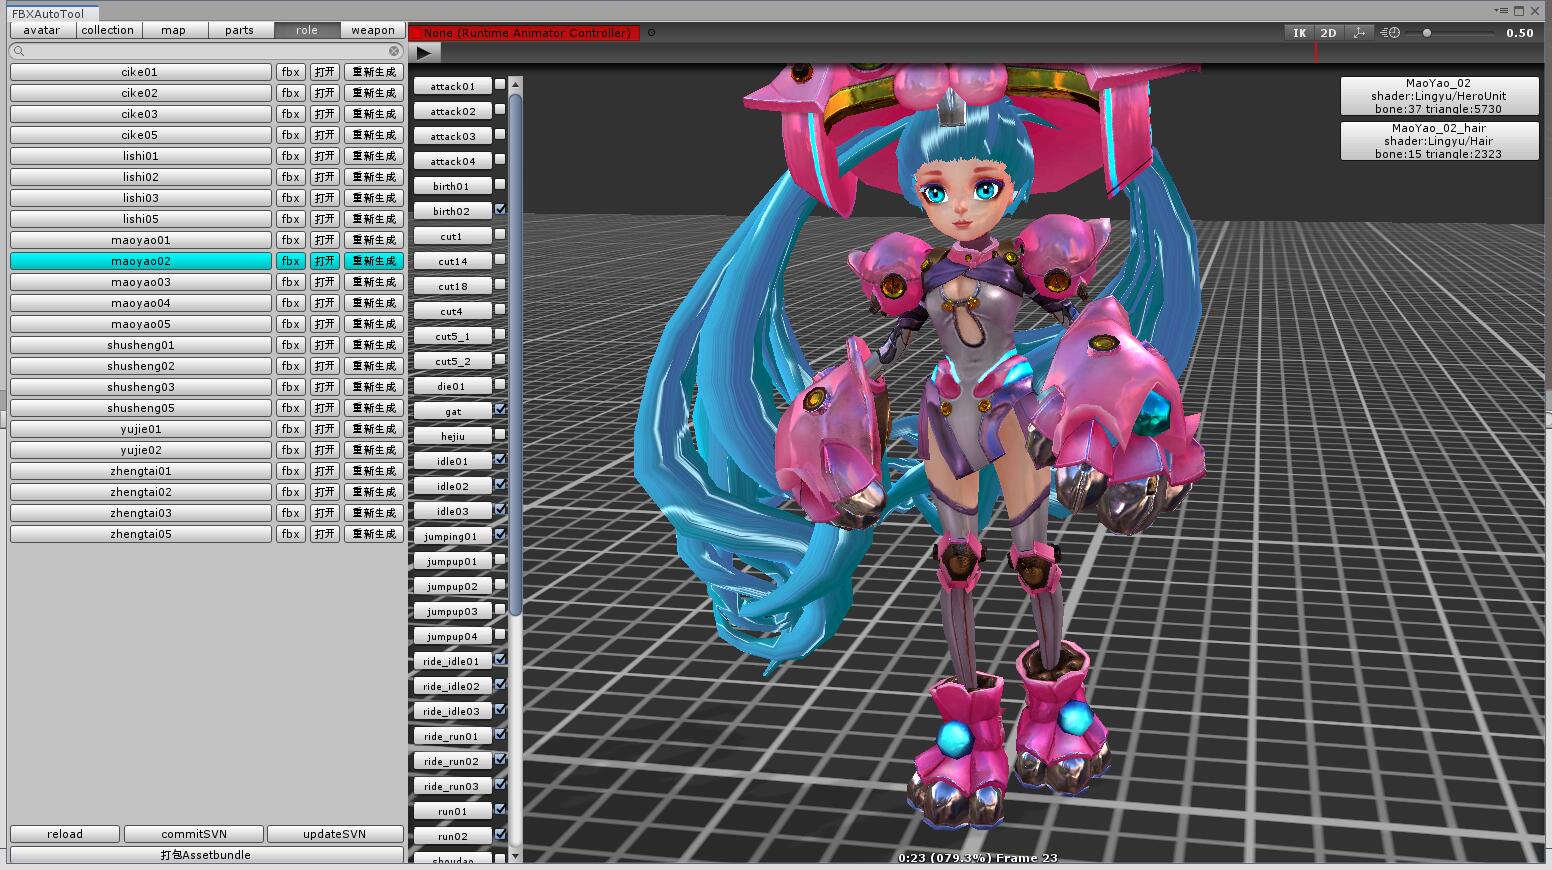 FBXAutoTool
avatar collection map parts role weapon
None (Runtime Animator Controller)
IK 2D 0.50
cike01 fbx 打开 重新生成
cike02 fbx 打开 重新生成
cike03 fbx 打开 重新生成
cike05 fbx 打开 重新生成
lishi01 fbx 打开 重新生成
lishi02 fbx 打开 重新生成
lishi03 fbx 打开 重新生成
lishi05 fbx 打开 重新生成
maoyao01 fbx 打开 重新生成
maoyao02 fbx 打开 重新生成
maoyao03 fbx 打开 重新生成
maoyao04 fbx 打开 重新生成
maoyao05 fbx 打开 重新生成
shusheng01 fbx 打开 重新生成
shusheng02 fbx 打开 重新生成
shusheng03 fbx 打开 重新生成
shusheng05 fbx 打开 重新生成
yujie01 fbx 打开 重新生成
yujie02 fbx 打开 重新生成
zhengtai01 fbx 打开 重新生成
zhengtai02 fbx 打开 重新生成
zhengtai03 fbx 打开 重新生成
zhengtai05 fbx 打开 重新生成
reload commitSVN updateSVN
打包Assetbundle
attack01
attack02
attack03
attack04
birth01
birth02
cut1
cut14
cut18
cut4
cut5_1
cut5_2
die01
gat
hejiu
idle01
idle02
idle03
jumping01
jumpup01
jumpup02
jumpup03
jumpup04
ride_idle01
ride_idle02
ride_idle03
ride_run01
ride_run02
ride_run03
run01
run02
shoudao
MaoYao_02
shader:Lingyu/HeroUnit
bone:37 triangle:5730
MaoYao_02_hair
shader:Lingyu/Hair
bone:15 triangle:2323
0:23 (079.3%) Frame 23